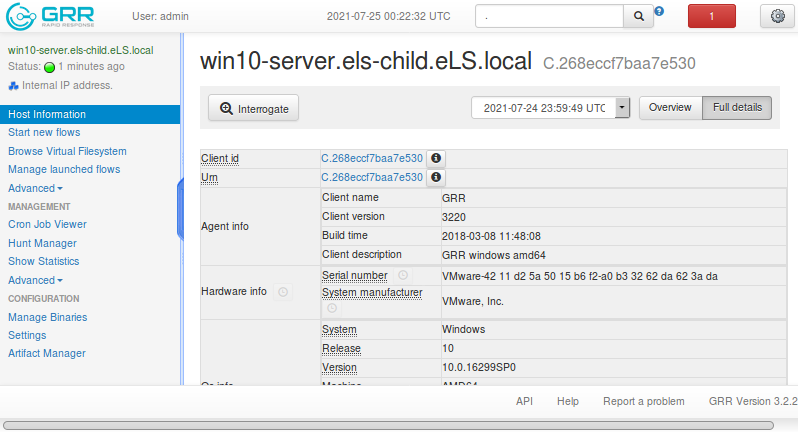 GRR
RAPID RESPONSE
User: admin
2021-07-25 00:22:32 UTC
.
?
1
win10-server.els-child.eLS.local
Status: 1 minutes ago
Internal IP address.
Host Information
Start new flows
Browse Virtual Filesystem
Manage launched flows
Advanced
MANAGEMENT
Cron Job Viewer
Hunt Manager
Show Statistics
Advanced
CONFIGURATION
Manage Binaries
Settings
Artifact Manager
win10-server.els-child.eLS.local C.268eccf7baa7e530
Interrogate
2021-07-24 23:59:49 UTC
Overview
Full details
Client id C.268eccf7baa7e530
Urn C.268eccf7baa7e530
Agent info
Client name GRR
Client version 3220
Build time 2018-03-08 11:48:08
Client description GRR windows amd64
Hardware info
Serial number VMware-42 11 d2 5a 50 15 b6 f2-a0 b3 32 62 da 62 3a da
System manufacturer VMware, Inc.
System Windows
Release 10
Version 10.0.16299SP0
Os info
Machine AMD64
API
Help
Report a problem
GRR Version 3.2.2